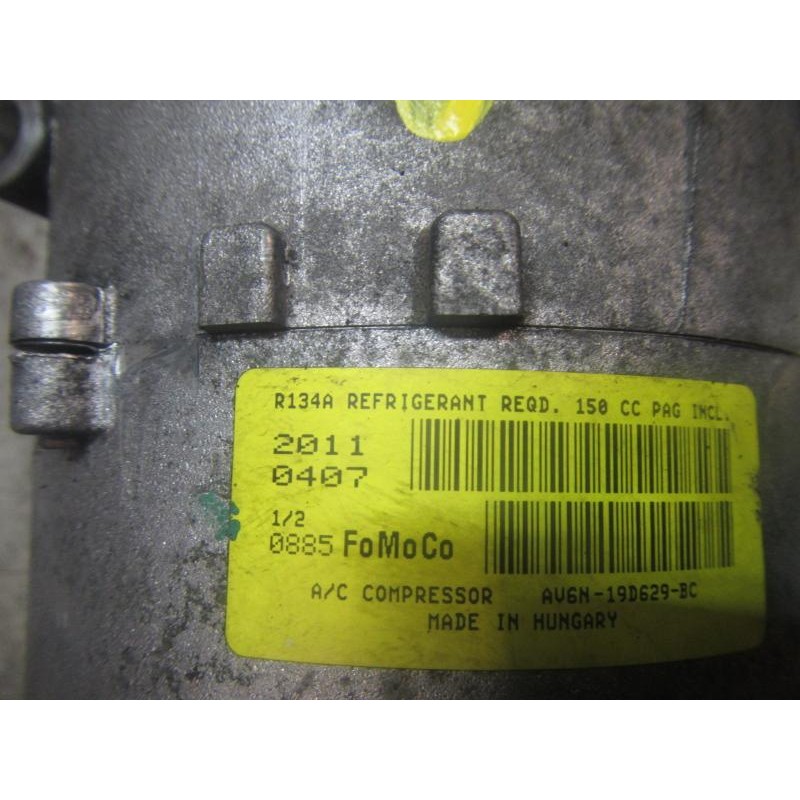 R134A REFRIGERANT REQD. 150 CC PAG INCL.
2011
0407
1/2
0885 FoMoCo
A/C COMPRESSOR AV6N-19D629-BC
MADE IN HUNGARY